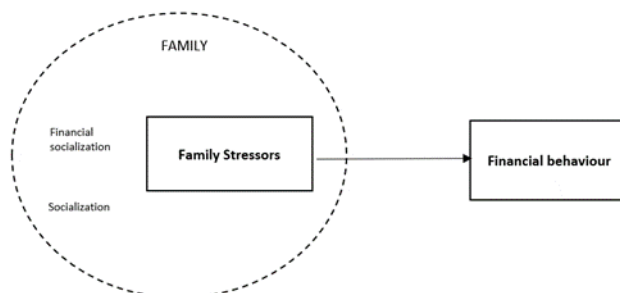 FAMILY
Financial
socialization
Family Stressors
Financial behaviour
Socialization